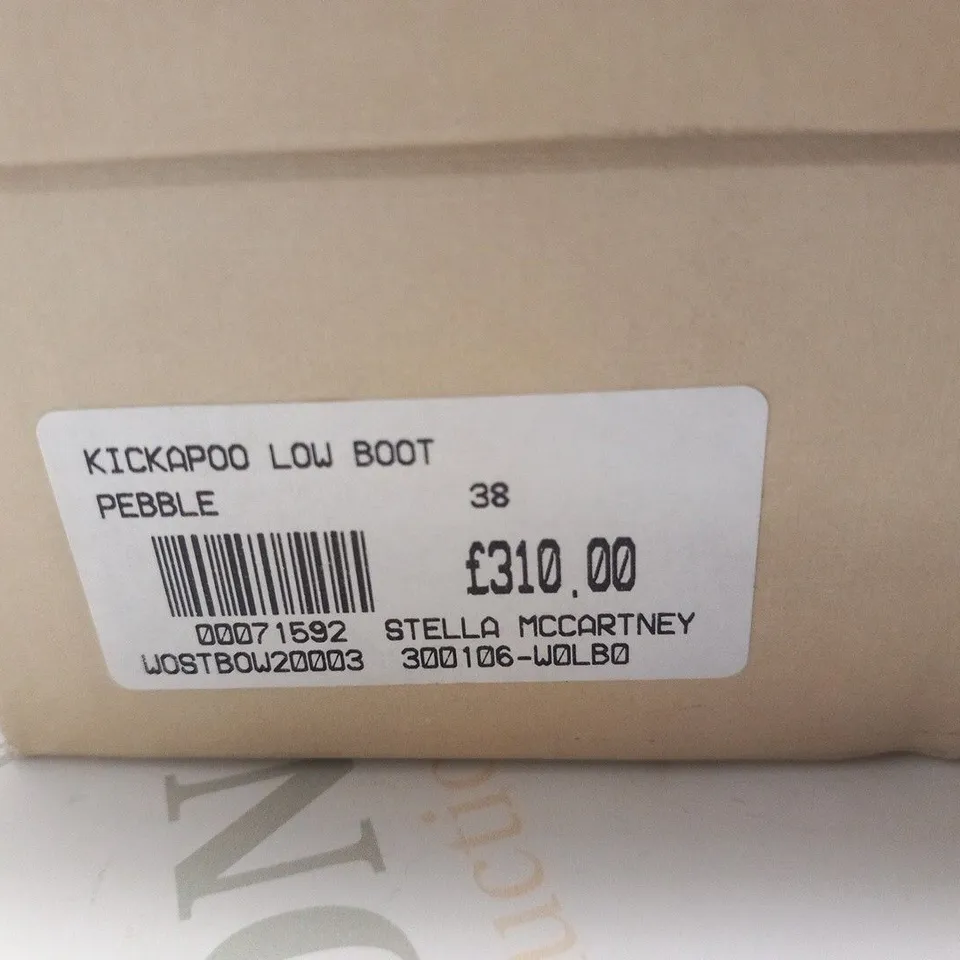 KICKAPOO LOW BOOT
PEBBLE 38
£310.00
00071592 STELLA MCCARTNEY
WOSTBOW20003 300106-W0LB0